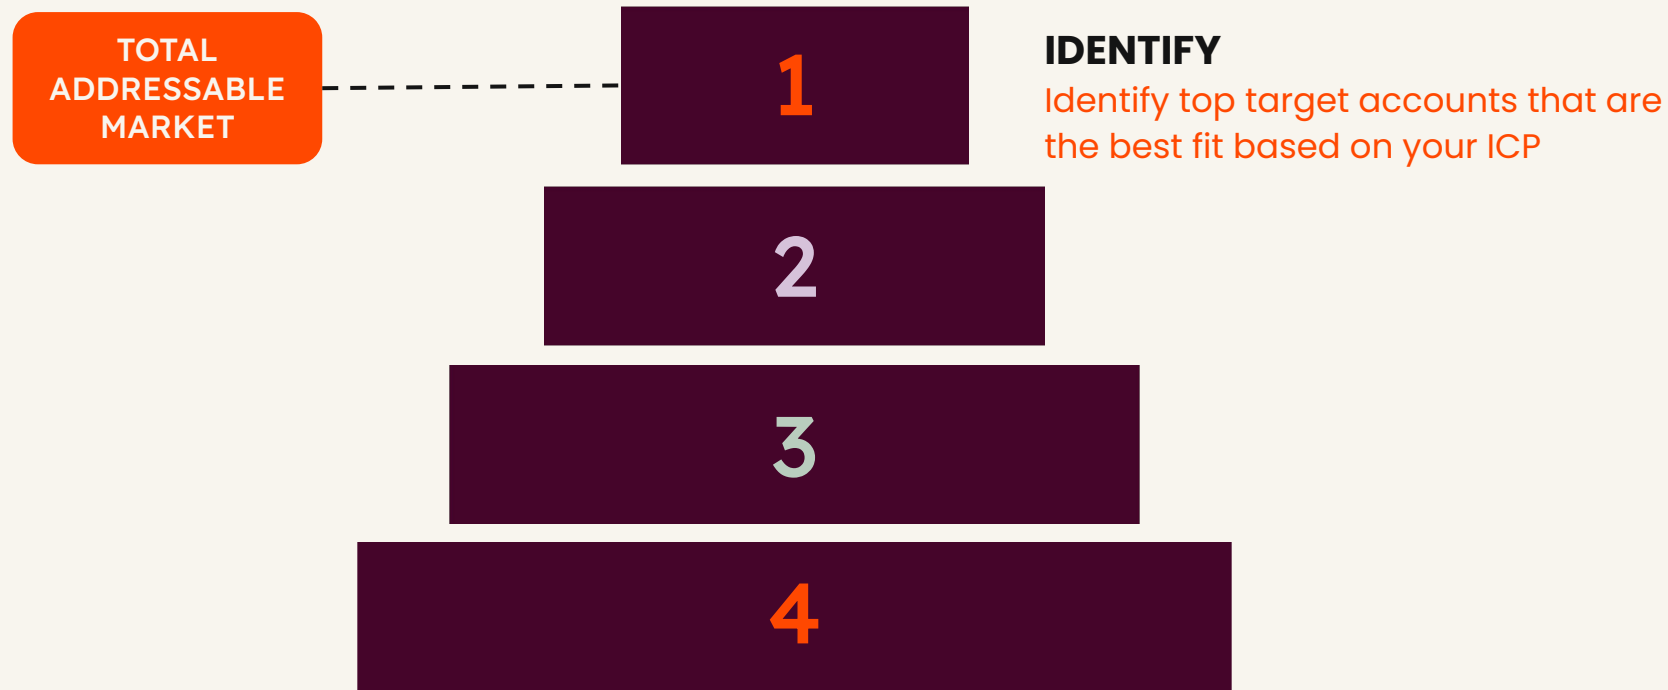 TOTAL
ADDRESSABLE
MARKET
1
IDENTIFY
Identify top target accounts that are
the best fit based on your ICP
2
3
4